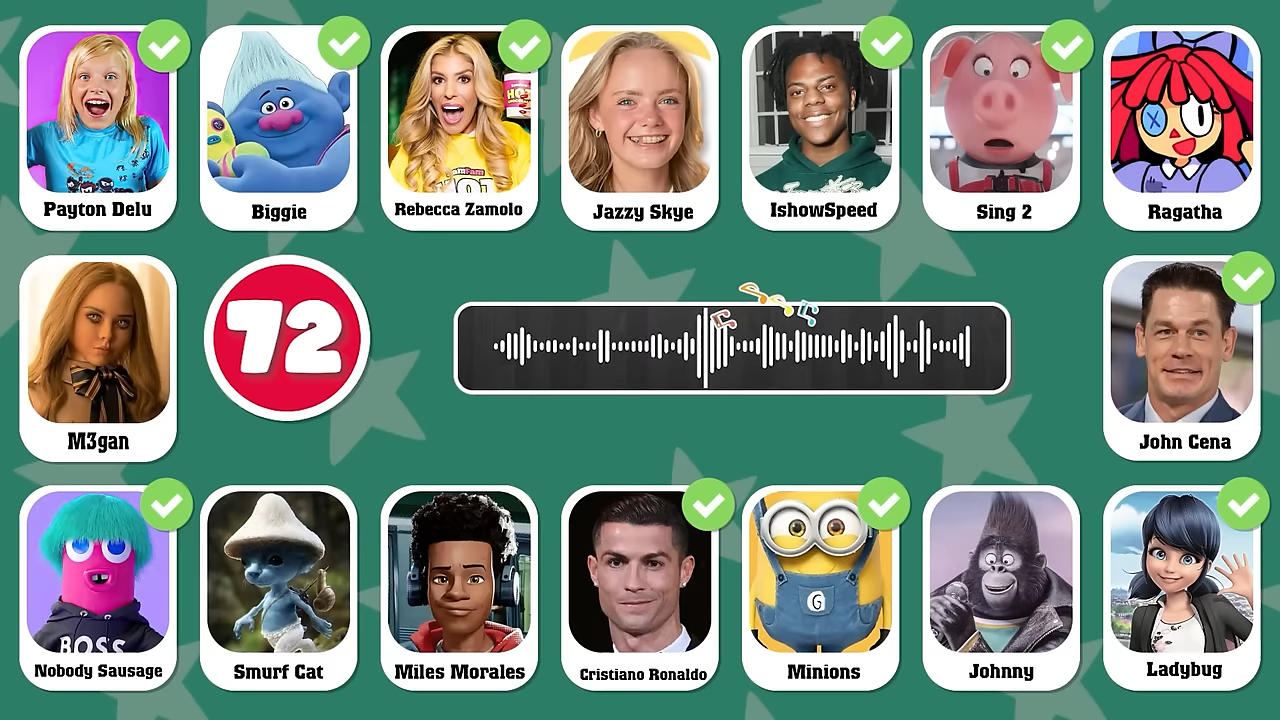 Payton Delu
Biggie
Rebecca Zamolo
Jazzy Skye
IshowSpeed
Sing 2
Ragatha
M3gan
72
John Cena
BOSS
G
Nobody Sausage
Smurf Cat
Miles Morales
Cristiano Ronaldo
Minions
Johnny
Ladybug